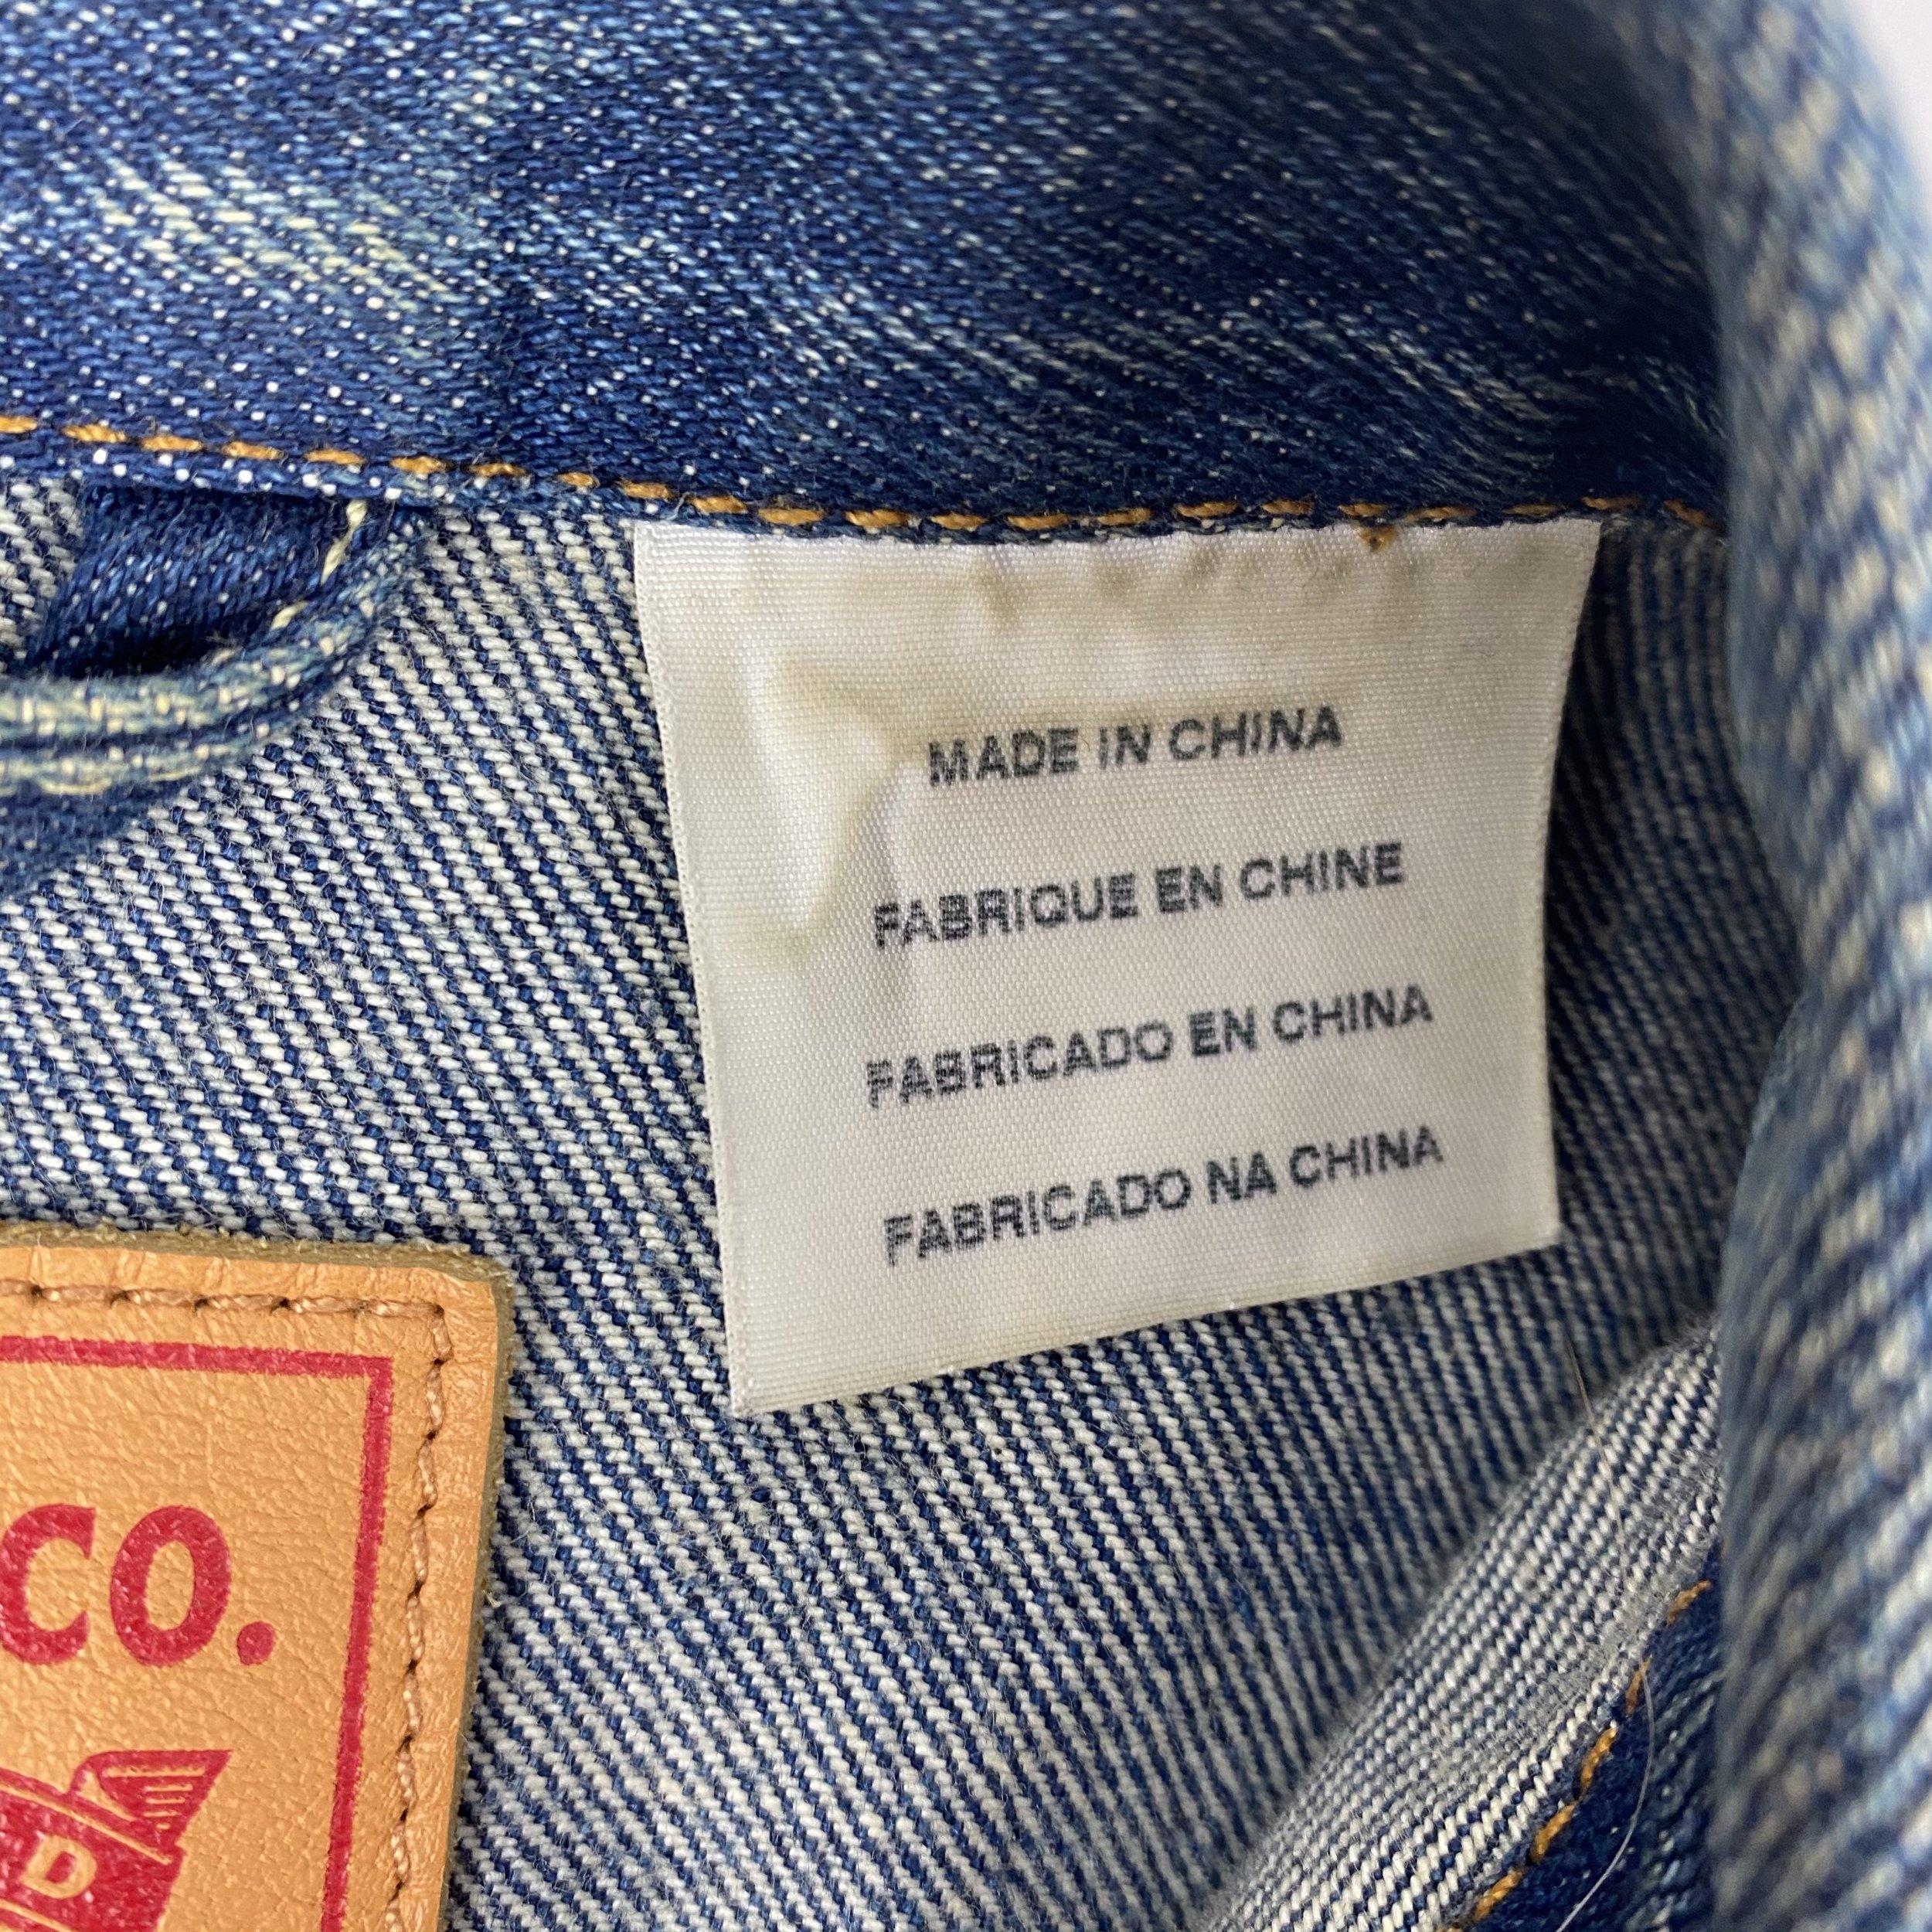 MADE IN CHINA
FABRIQUE EN CHINE
FABRICADO EN CHINA
FABRICADO NA CHINA
CO.
D